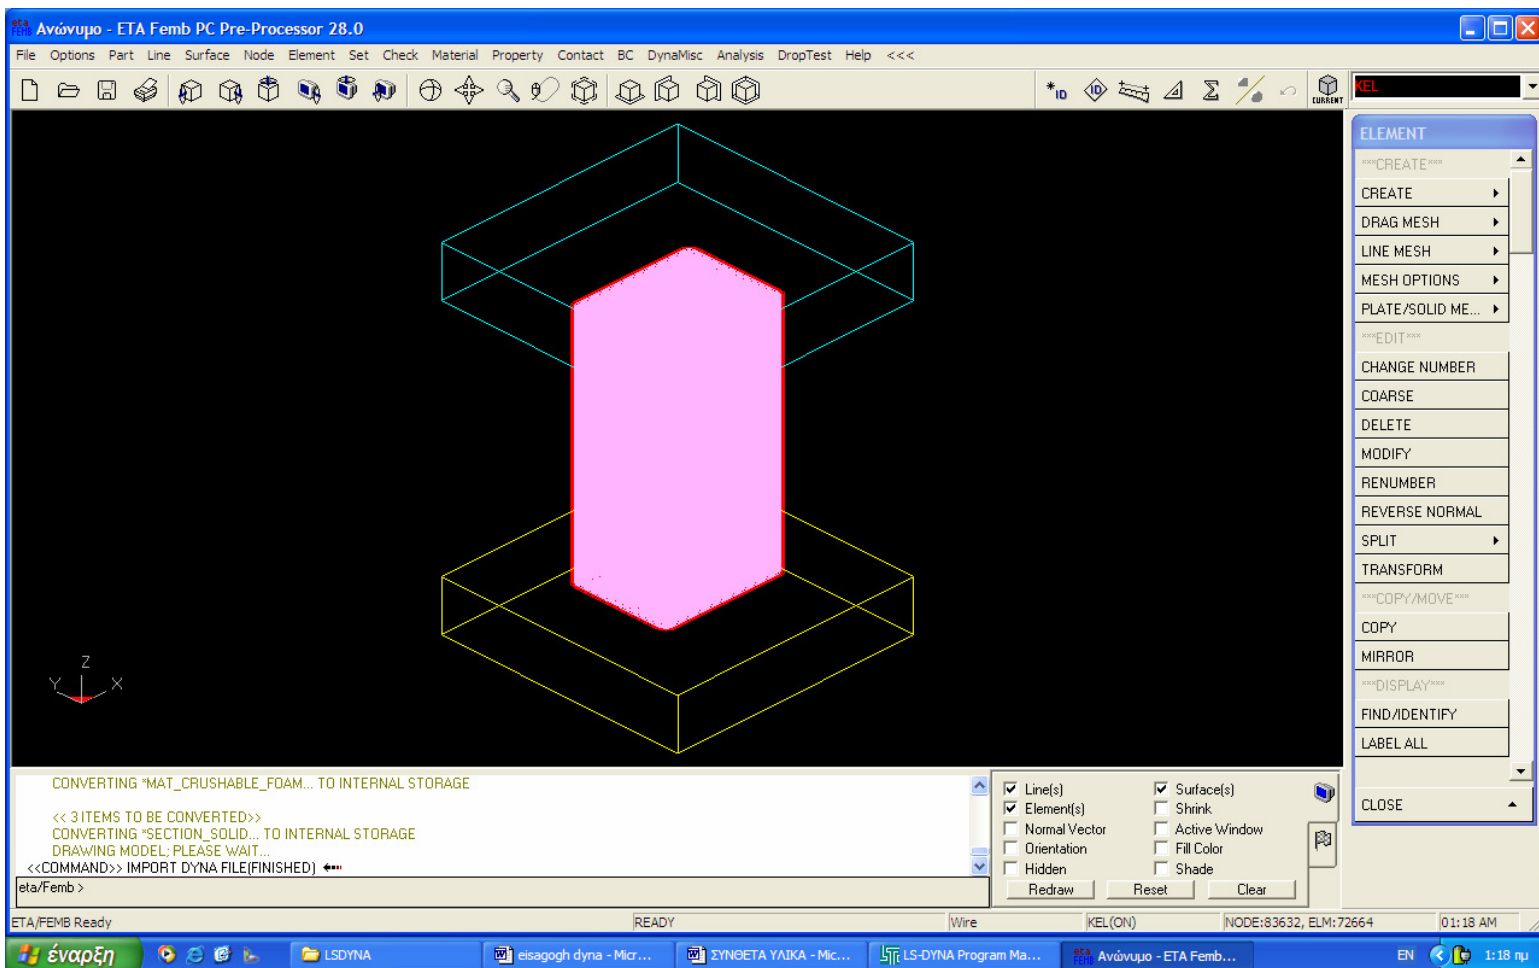 eta FEMB Ανώνυμο - ETA Femb PC Pre-Processor 28.0
File Options Part Line Surface Node Element Set Check Material Property Contact BC DynaMisc Analysis DropTest Help <<<
*ID ID CURRENT KEL
ELEMENT
***CREATE***
CREATE
DRAG MESH
LINE MESH
MESH OPTIONS
PLATE/SOLID ME...
***EDIT***
CHANGE NUMBER
COARSE
DELETE
MODIFY
RENUMBER
REVERSE NORMAL
SPLIT
TRANSFORM
***COPY/MOVE***
COPY
MIRROR
***DISPLAY***
FIND/IDENTIFY
LABEL ALL
CLOSE
Z
Y X
CONVERTING *MAT_CRUSHABLE_FOAM... TO INTERNAL STORAGE
<< 3 ITEMS TO BE CONVERTED>>
CONVERTING *SECTION_SOLID... TO INTERNAL STORAGE
DRAWING MODEL; PLEASE WAIT...
<<COMMAND>> IMPORT DYNA FILE(FINISHED)
eta/Femb >
Line(s) Surface(s)
Element(s) Shrink
Normal Vector Active Window
Orientation Fill Color
Hidden Shade
Redraw Reset Clear
ETA/FEMB Ready READY Wire KEL(ON) NODE:83632, ELM:72664 01:18 AM
έναρξη LSDYNA eisagogh dyna - Micr... ΣΥΝΘΕΤΑ ΥΛΙΚΑ - Mic... LS-DYNA Program Ma... Ανώνυμο - ETA Femb... EN 1:18 πμ